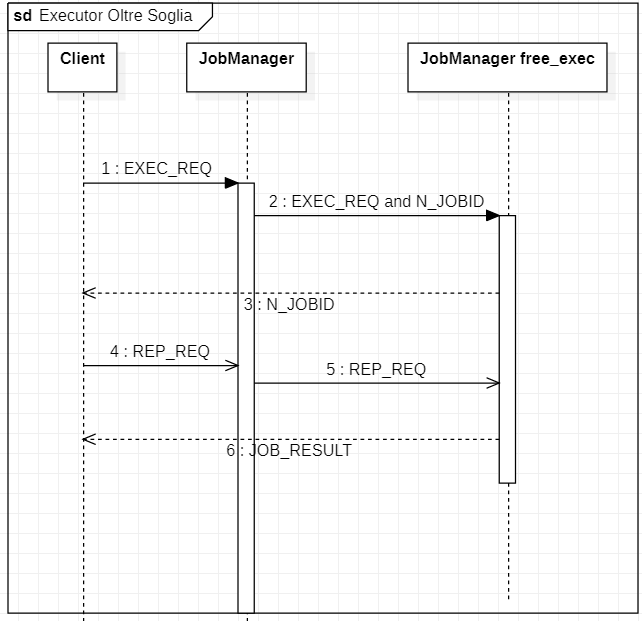 sd Executor Oltre Soglia
Client
JobManager
JobManager free_exec
1 : EXEC_REQ
2 : EXEC_REQ and N_JOBID
3 : N_JOBID
4 : REP_REQ
5 : REP_REQ
6 : JOB_RESULT